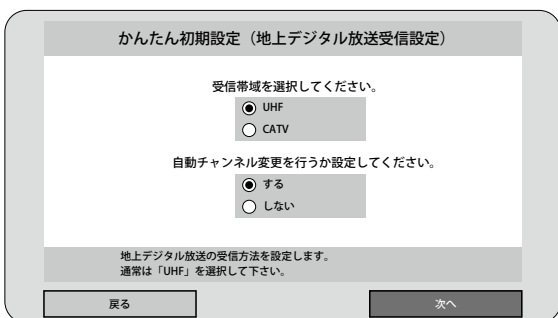 かんたん初期設定（地上デジタル放送受信設定）
受信帯域を選択してください。
UHF
CATV
自動チャンネル変更を行うか設定してください。
する
しない
地上デジタル放送の受信方法を設定します。
通常は「UHF」を選択して下さい。
戻る
次へ